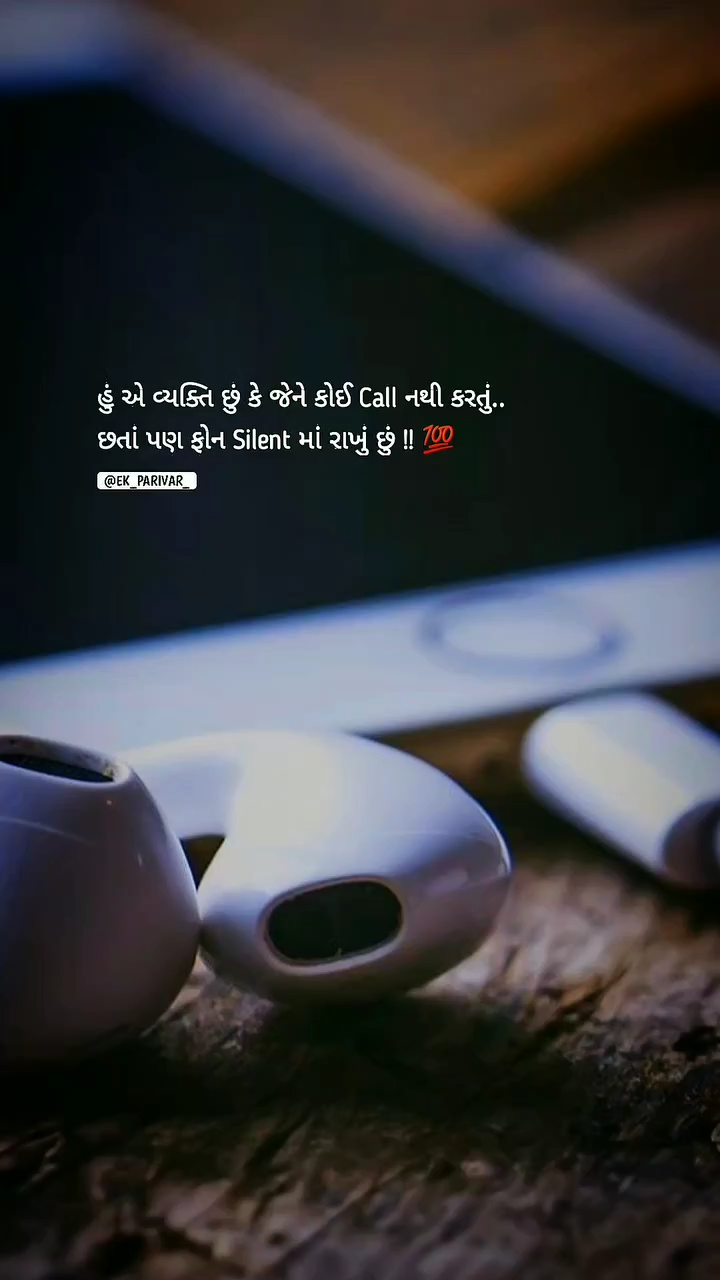 હું એ વ્યક્તિ છું કે જેને કોઈ Call નથી કરતું..
છતાં પણ ફોન Silent માં રાખું છું !! 💯
@EK_PARIVAR_